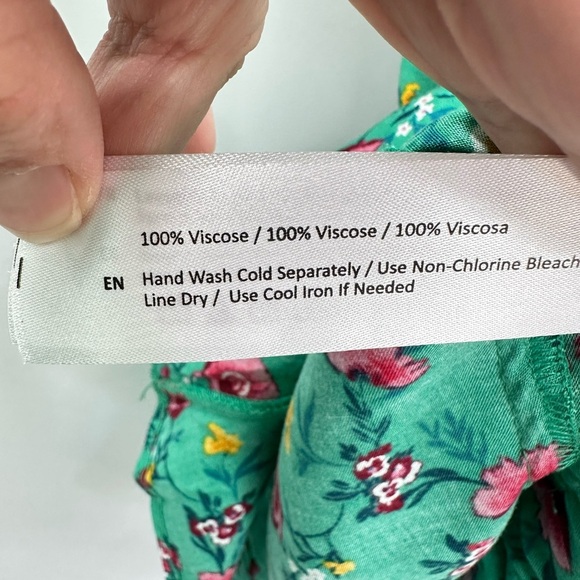 100% Viscose / 100% Viscose / 100% Viscosa
EN Hand Wash Cold Separately / Use Non-Chlorine Bleach
Line Dry / Use Cool Iron If Needed